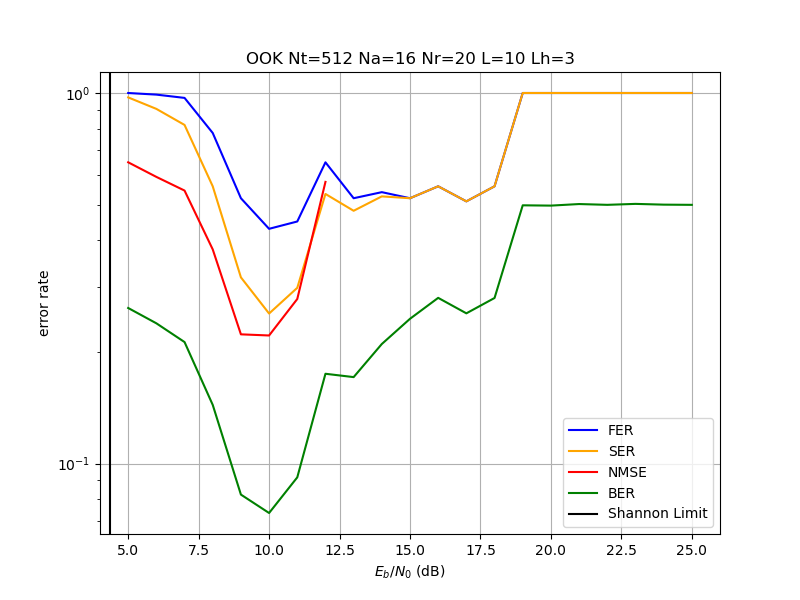 OOK Nt=512 Na=16 Nr=20 L=10 Lh=3
10⁰
10⁻¹
error rate
FER
SER
NMSE
BER
Shannon Limit
5.0 7.5 10.0 12.5 15.0 17.5 20.0 22.5 25.0
E_b/N_0 (dB)